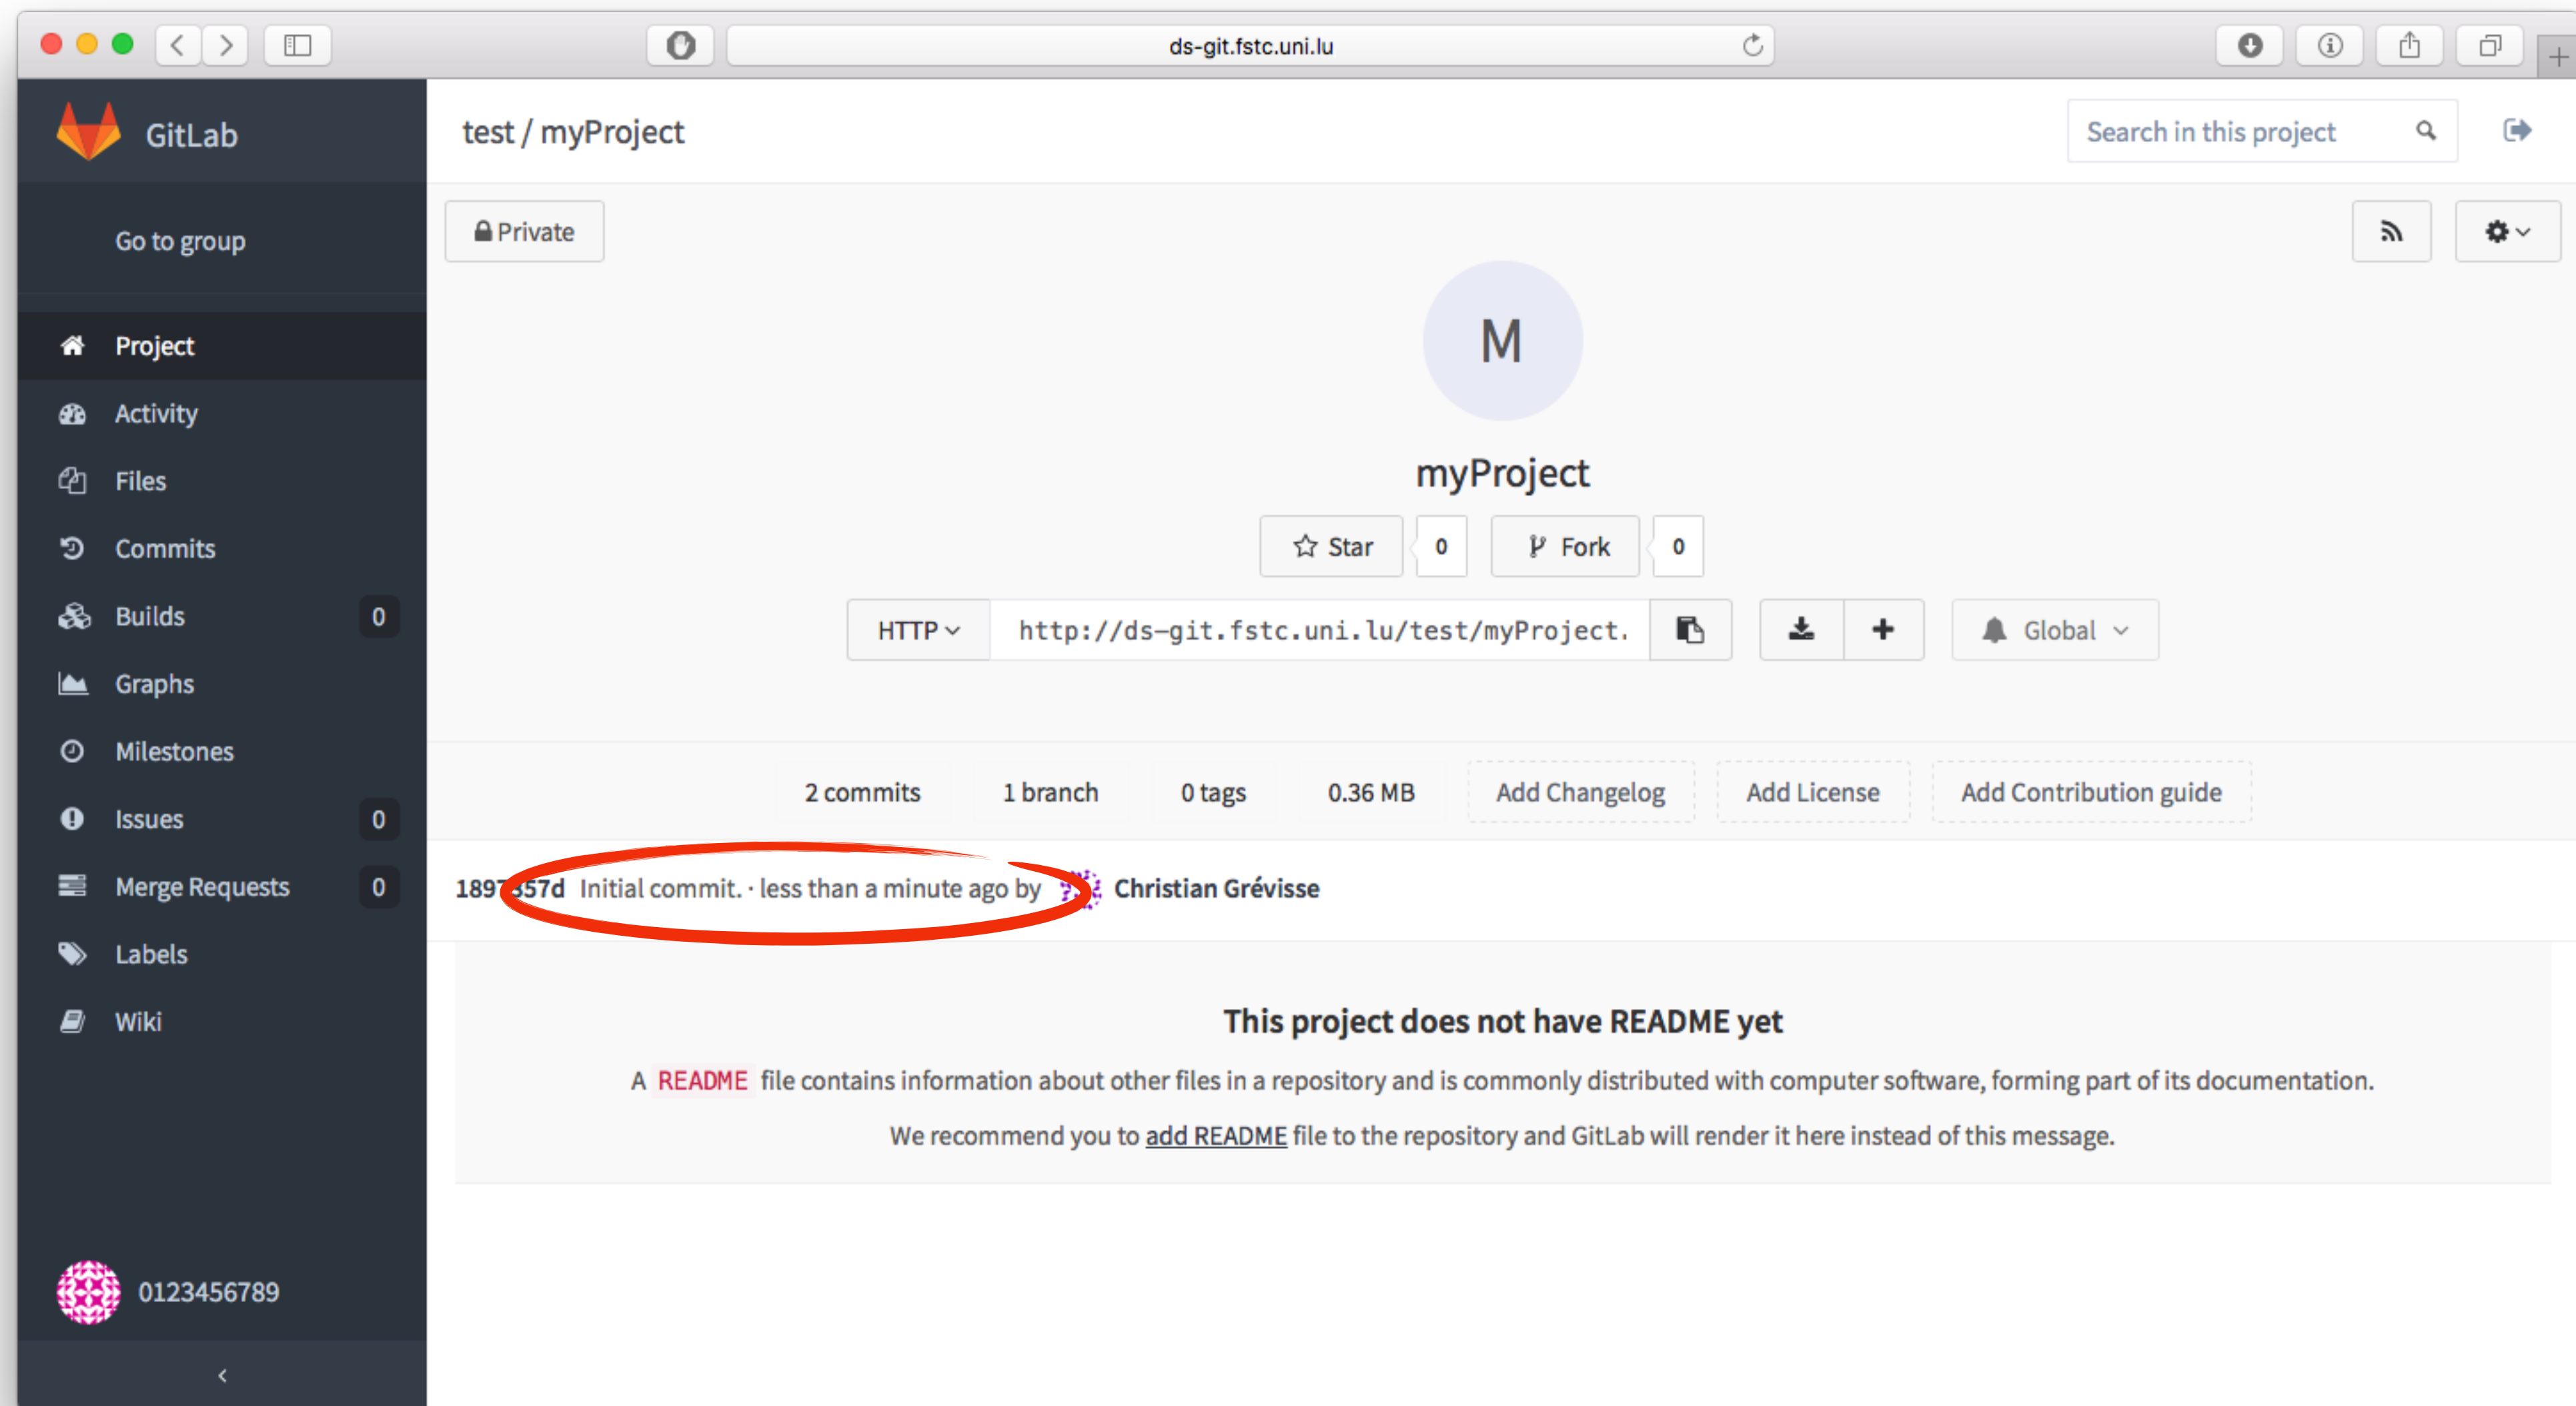 ds-git.fstc.uni.lu
GitLab
test / myProject
Search in this project
Go to group
Private
Project
M
Activity
myProject
Files
Star 0 Fork 0
Commits
Builds 0
HTTP http://ds-git.fstc.uni.lu/test/myProject. Global
Graphs
Milestones
2 commits 1 branch 0 tags 0.36 MB Add Changelog Add License Add Contribution guide
Issues 0
Merge Requests 0
Initial commit. · less than a minute ago by Christian Grévisse
Labels
Wiki
This project does not have README yet
A README file contains information about other files in a repository and is commonly distributed with computer software, forming part of its documentation.
We recommend you to add README file to the repository and GitLab will render it here instead of this message.
0123456789